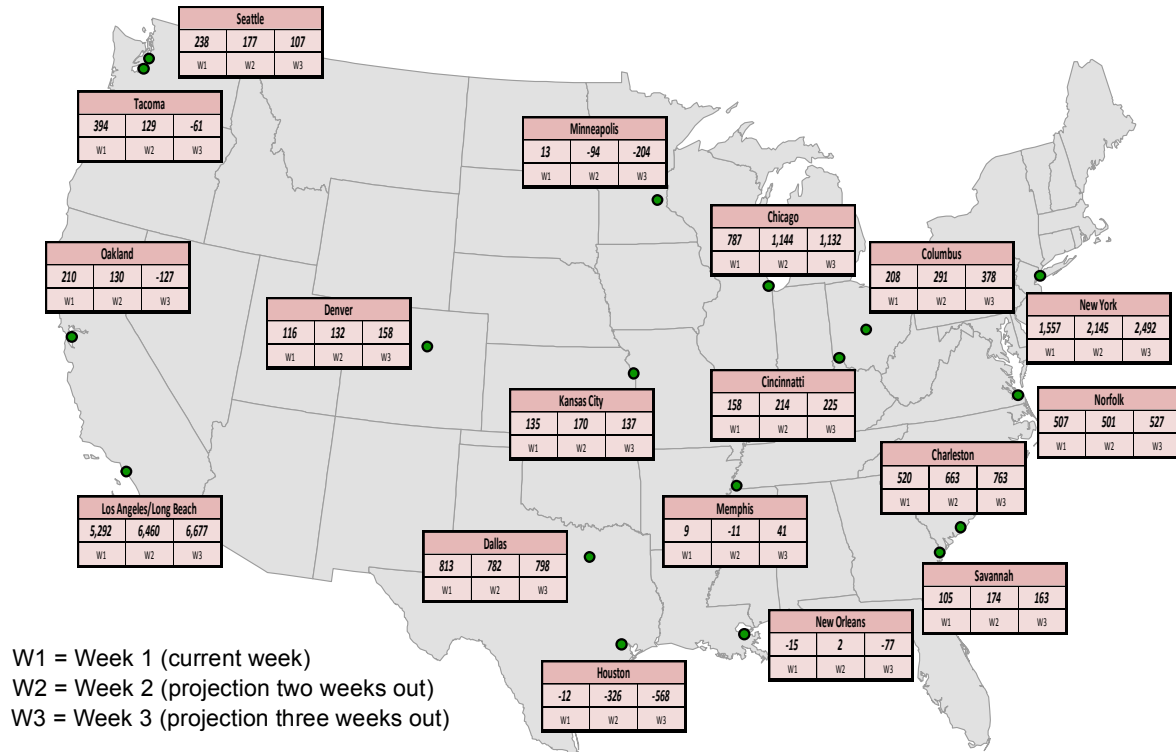 Seattle
238 177 107
W1 W2 W3
Tacoma
394 129 -61
W1 W2 W3
Minneapolis
13 -94 -204
W1 W2 W3
Chicago
787 1,144 1,132
W1 W2 W3
Oakland
210 130 -127
W1 W2 W3
Columbus
208 291 378
W1 W2 W3
Denver
116 132 158
W1 W2 W3
New York
1,557 2,145 2,492
W1 W2 W3
Cincinnatti
158 214 225
W1 W2 W3
Kansas City
135 170 137
W1 W2 W3
Norfolk
507 501 527
W1 W2 W3
Charleston
520 663 763
W1 W2 W3
Los Angeles/Long Beach
5,292 6,460 6,677
W1 W2 W3
Memphis
9 -11 41
W1 W2 W3
Dallas
813 782 798
W1 W2 W3
Savannah
105 174 163
W1 W2 W3
New Orleans
-15 2 -77
W1 W2 W3
Houston
-12 -326 -568
W1 W2 W3
W1 = Week 1 (current week)
W2 = Week 2 (projection two weeks out)
W3 = Week 3 (projection three weeks out)